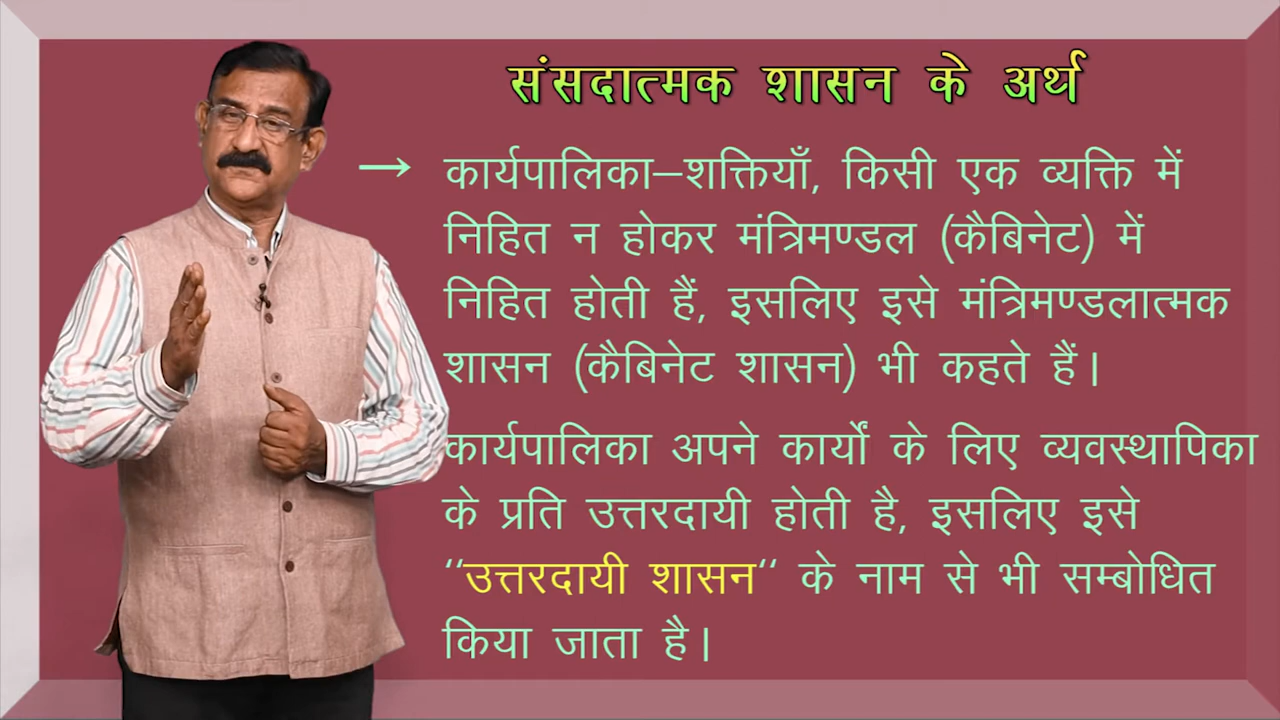 संसदात्मक शासन के अर्थ
→ कार्यपालिका–शक्तियाँ, किसी एक व्यक्ति में
निहित न होकर मंत्रिमण्डल (कैबिनेट) में
निहित होती हैं, इसलिए इसे मंत्रिमण्डलात्मक
शासन (कैबिनेट शासन) भी कहते हैं।
कार्यपालिका अपने कार्यों के लिए व्यवस्थापिका
के प्रति उत्तरदायी होती है, इसलिए इसे
‘‘उत्तरदायी शासन‘‘ के नाम से भी सम्बोधित
किया जाता है।